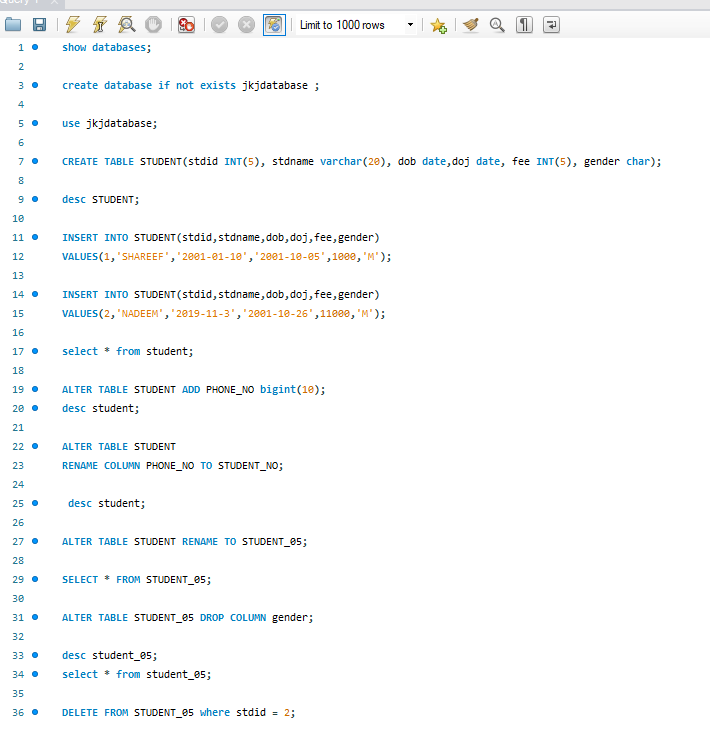 Limit to 1000 rows
1 show databases;
2
3 create database if not exists jkjdatabase ;
4
5 use jkjdatabase;
6
7 CREATE TABLE STUDENT(stdid INT(5), stdname varchar(20), dob date,doj date, fee INT(5), gender char);
8
9 desc STUDENT;
10
11 INSERT INTO STUDENT(stdid,stdname,dob,doj,fee,gender)
12 VALUES(1,'SHAREEF','2001-01-10','2001-10-05',1000,'M');
13
14 INSERT INTO STUDENT(stdid,stdname,dob,doj,fee,gender)
15 VALUES(2,'NADEEM','2019-11-3','2001-10-26',11000,'M');
16
17 select * from student;
18
19 ALTER TABLE STUDENT ADD PHONE_NO bigint(10);
20 desc student;
21
22 ALTER TABLE STUDENT
23 RENAME COLUMN PHONE_NO TO STUDENT_NO;
24
25 desc student;
26
27 ALTER TABLE STUDENT RENAME TO STUDENT_05;
28
29 SELECT * FROM STUDENT_05;
30
31 ALTER TABLE STUDENT_05 DROP COLUMN gender;
32
33 desc student_05;
34 select * from student_05;
35
36 DELETE FROM STUDENT_05 where stdid = 2;